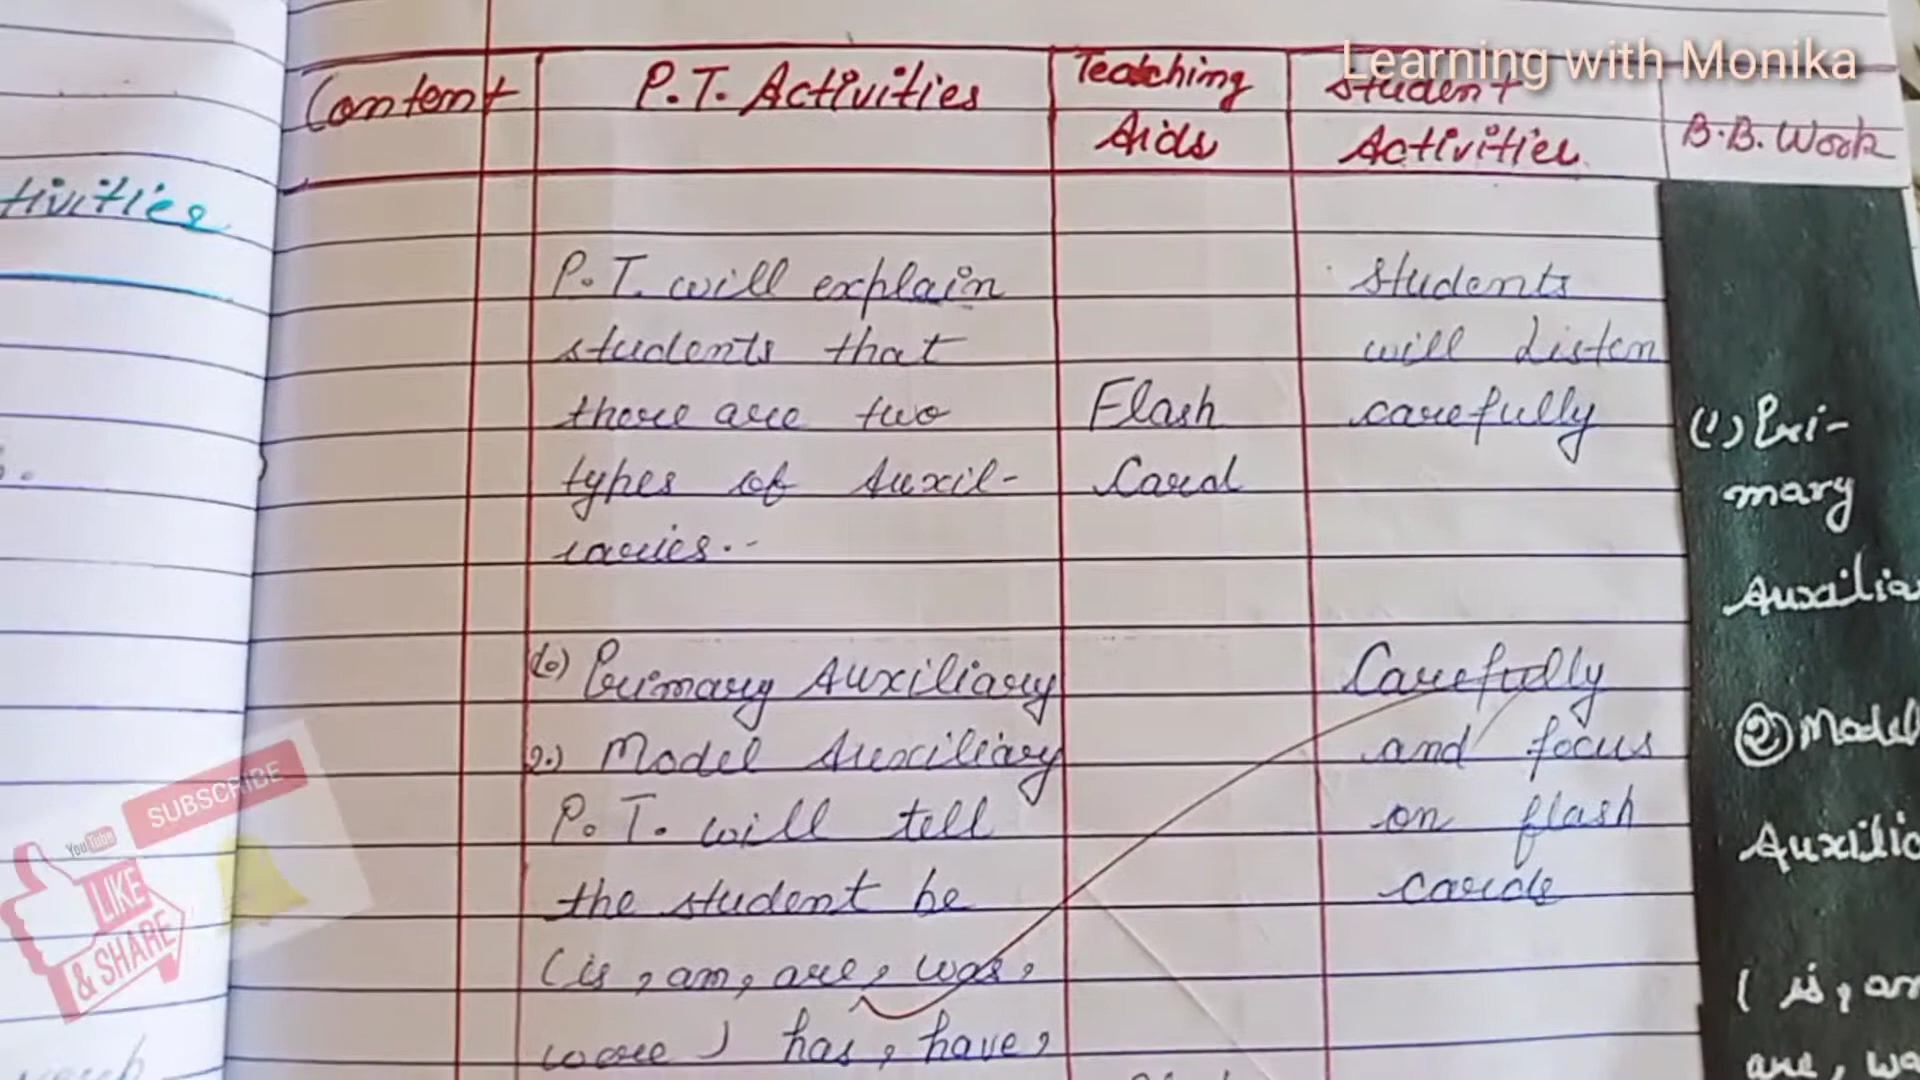 Learning with Monika
Content
P.T. Activities
Teaching
Aids
Student
Activities
B.B. Work
tivities
P.T. will explain
students that
there are two
types of Auxil-
iaries.-
Flash
Card
Students
will Listen
carefully
(1) Pri-
mary
Auxilia
1.) Primary Auxiliary
2.) Model Auxiliary
P.T. will tell
the student be
(is, am, are, was,
were) has, have,
Carefully
and focus
on flash
cards
② Model
Auxilia
( is, am
are, wa
SUBSCRIBE
YouTube
LIKE
& SHARE